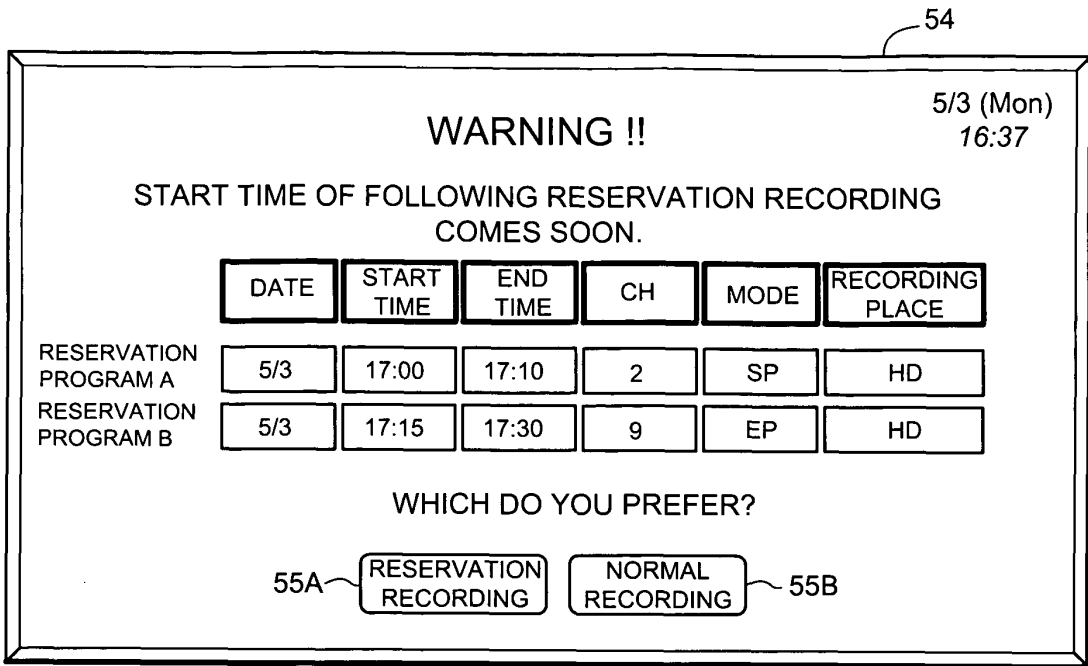 54
5/3 (Mon)
16:37
WARNING !!
START TIME OF FOLLOWING RESERVATION RECORDING
COMES SOON.
DATE START TIME END TIME CH MODE RECORDING PLACE
RESERVATION PROGRAM A 5/3 17:00 17:10 2 SP HD
RESERVATION PROGRAM B 5/3 17:15 17:30 9 EP HD
WHICH DO YOU PREFER?
55A RESERVATION RECORDING NORMAL RECORDING 55B